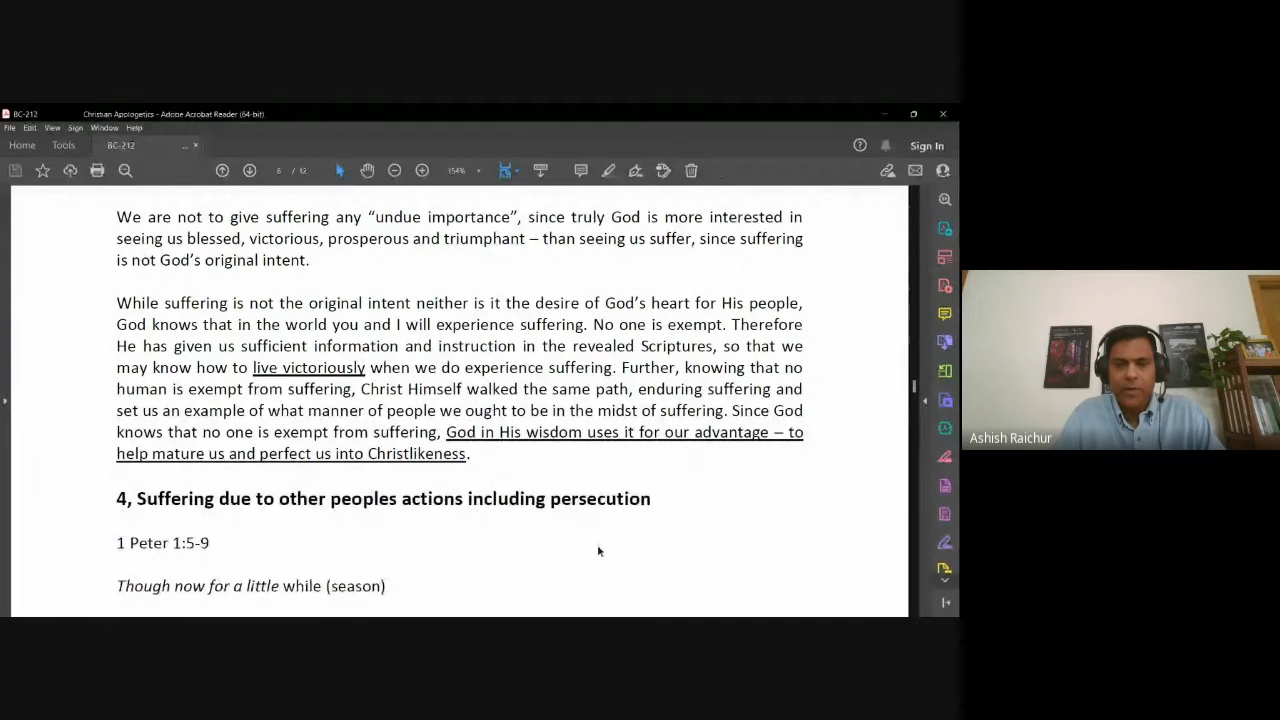 BC-212
Christian Apologetics - Adobe Acrobat Reader (64-bit)
File Edit View Sign Window Help
Home Tools BC-212 ... ×
Sign In
6 / 12
154%
We are not to give suffering any “undue importance”, since truly God is more interested in
seeing us blessed, victorious, prosperous and triumphant – than seeing us suffer, since suffering
is not God’s original intent.
While suffering is not the original intent neither is it the desire of God’s heart for His people,
God knows that in the world you and I will experience suffering. No one is exempt. Therefore
He has given us sufficient information and instruction in the revealed Scriptures, so that we
may know how to live victoriously when we do experience suffering. Further, knowing that no
human is exempt from suffering, Christ Himself walked the same path, enduring suffering and
set us an example of what manner of people we ought to be in the midst of suffering. Since God
knows that no one is exempt from suffering, God in His wisdom uses it for our advantage – to
help mature us and perfect us into Christlikeness.
4, Suffering due to other peoples actions including persecution
1 Peter 1:5-9
Though now for a little while (season)
Ashish Raichur